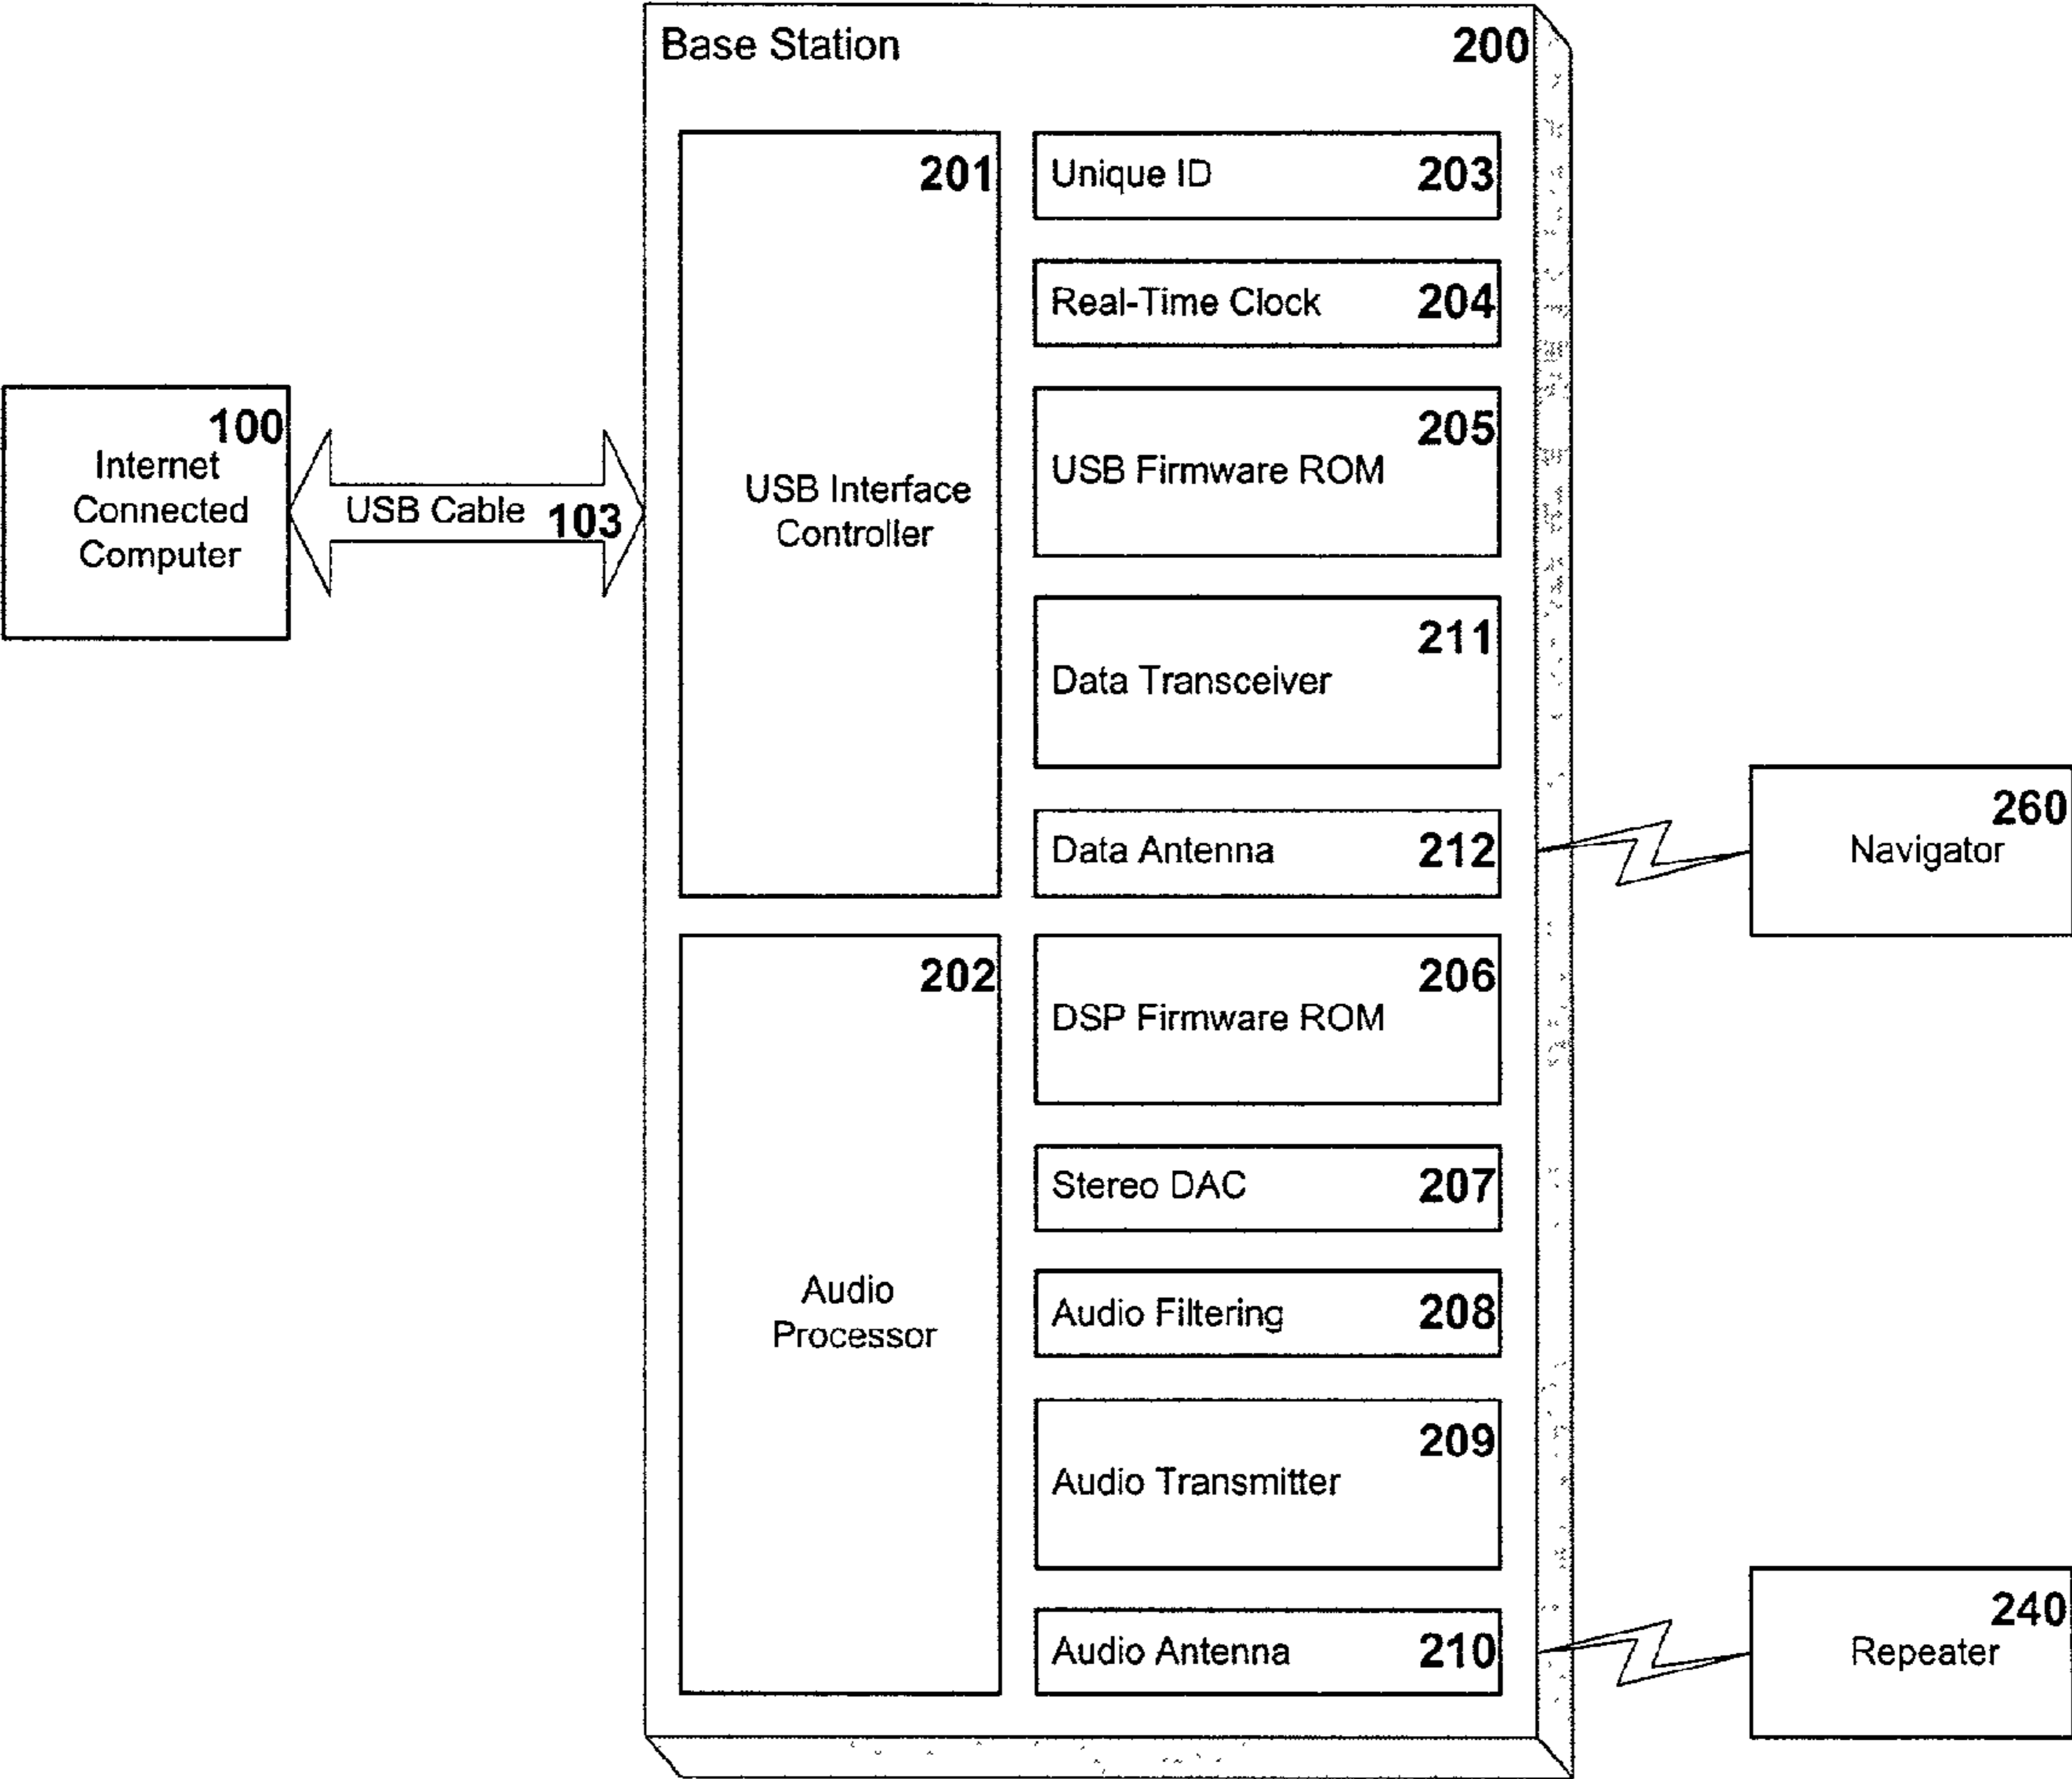 Base Station 200
201
USB Interface
Controller
Unique ID 203
Real-Time Clock 204
205
USB Firmware ROM
211
Data Transceiver
Data Antenna 212
100
Internet
Connected
Computer
USB Cable 103
260
Navigator
202
Audio
Processor
206
DSP Firmware ROM
Stereo DAC 207
Audio Filtering 208
209
Audio Transmitter
Audio Antenna 210
240
Repeater